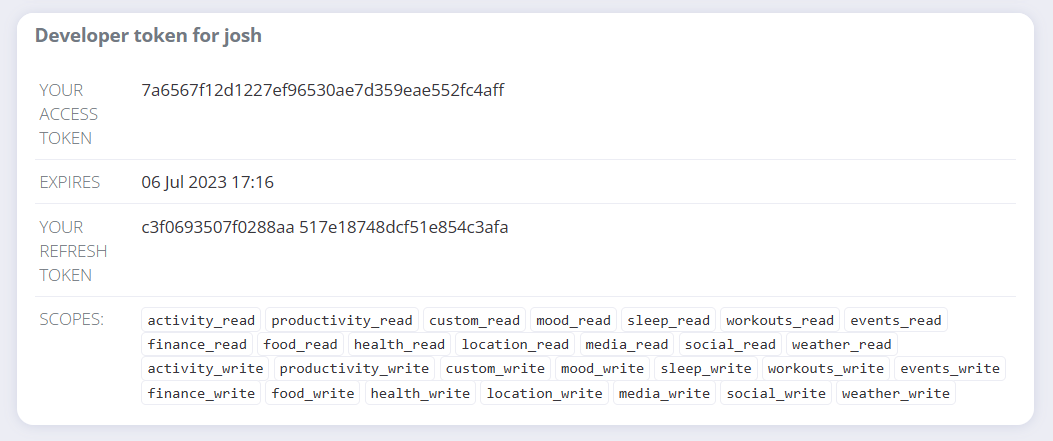 Developer token for josh
YOUR ACCESS TOKEN
7a6567f12d1227ef96530ae7d359eae552fc4aff
EXPIRES
06 Jul 2023 17:16
YOUR REFRESH TOKEN
c3f0693507f0288aa 517e18748dcf51e854c3afa
SCOPES:
activity_read productivity_read custom_read mood_read sleep_read workouts_read events_read
finance_read food_read health_read location_read media_read social_read weather_read
activity_write productivity_write custom_write mood_write sleep_write workouts_write events_write
finance_write food_write health_write location_write media_write social_write weather_write